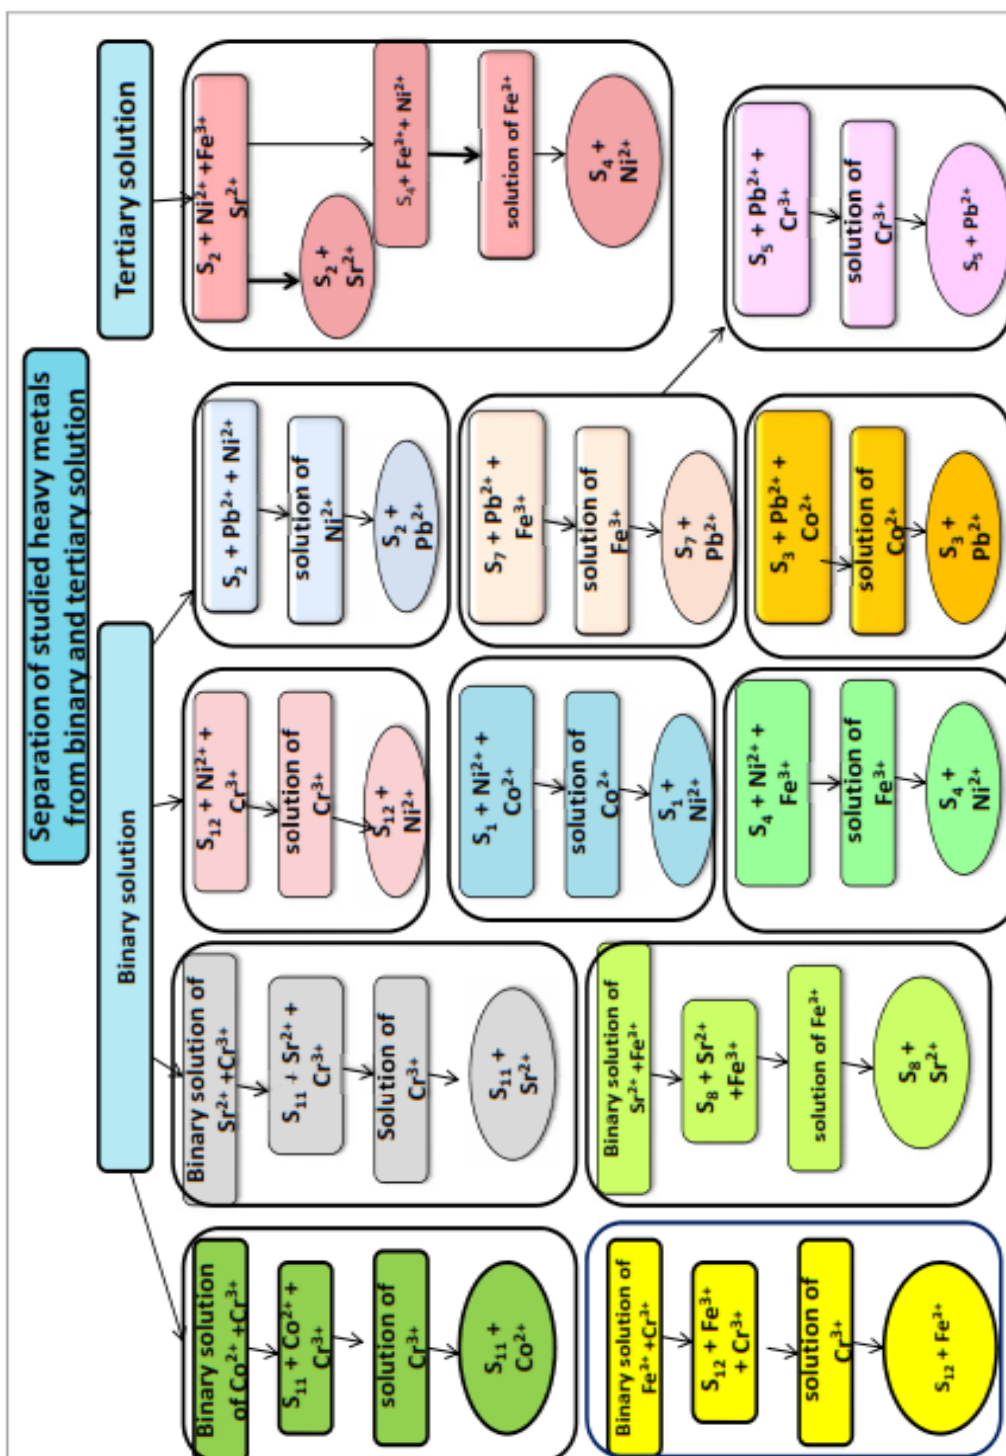 Separation of studied heavy metals
from binary and tertiary solution
Binary solution
Tertiary solution
Binary solution
of Co²⁺ +Cr³⁺
S₁₁ + Co²⁺ +
Cr³⁺
solution of
Cr³⁺
S₁₁ +
Co²⁺
Binary solution of
Fe³⁺ +Cr³⁺
S₁₂ + Fe³⁺
+ Cr³⁺
solution of
Cr³⁺
S₁₂ + Fe²⁺
Binary solution of
Sr²⁺ +Cr³⁺
S₁₁ + Sr²⁺ +
Cr³⁺
Solution of
Cr³⁺
S₁₁ +
Sr²⁺
Binary solution of
Sr²⁺ +Fe³⁺
S₈ + Sr²⁺
+Fe³⁺
solution of Fe³⁺
S₈ +
Sr²⁺
S₁₂ + Ni²⁺ +
Cr³⁺
solution of
Cr³⁺
S₁₂ +
Ni²⁺
S₁ + Ni²⁺ +
Co²⁺
solution of
Co²⁺
S₁ +
Ni²⁺
S₄ + Ni²⁺ +
Fe³⁺
solution of
Fe³⁺
S₄ +
Ni²⁺
S₂ + Pb²⁺ + Ni²⁺
solution of
Ni²⁺
S₂ +
Pb²⁺
S₇ + Pb²⁺ +
Fe³⁺
solution of
Fe³⁺
S₇ +
Pb²⁺
S₃ + Pb²⁺ +
Co²⁺
solution of
Co²⁺
S₃ +
Pb²⁺
S₂ + Ni²⁺ +Fe³⁺
Sr²⁺
S₂ +
Sr²⁺
S₄+ Fe³⁺+ Ni²⁺
solution of Fe³⁺
S₄ +
Ni²⁺
S₅ + Pb²⁺ +
Cr³⁺
solution of
Cr³⁺
S₅ + Pb²⁺